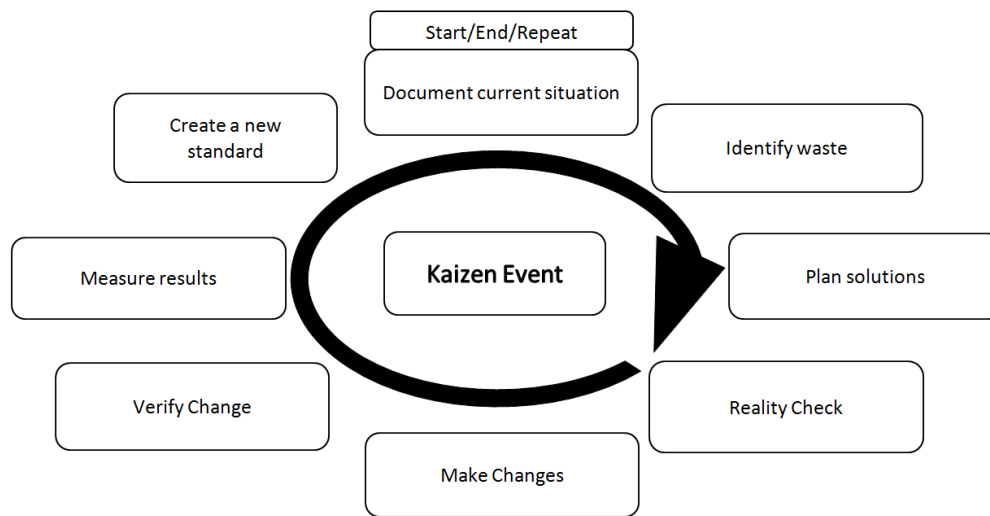 Start/End/Repeat
Document current situation
Create a new
standard
Identify waste
Measure results
Kaizen Event
Plan solutions
Verify Change
Reality Check
Make Changes